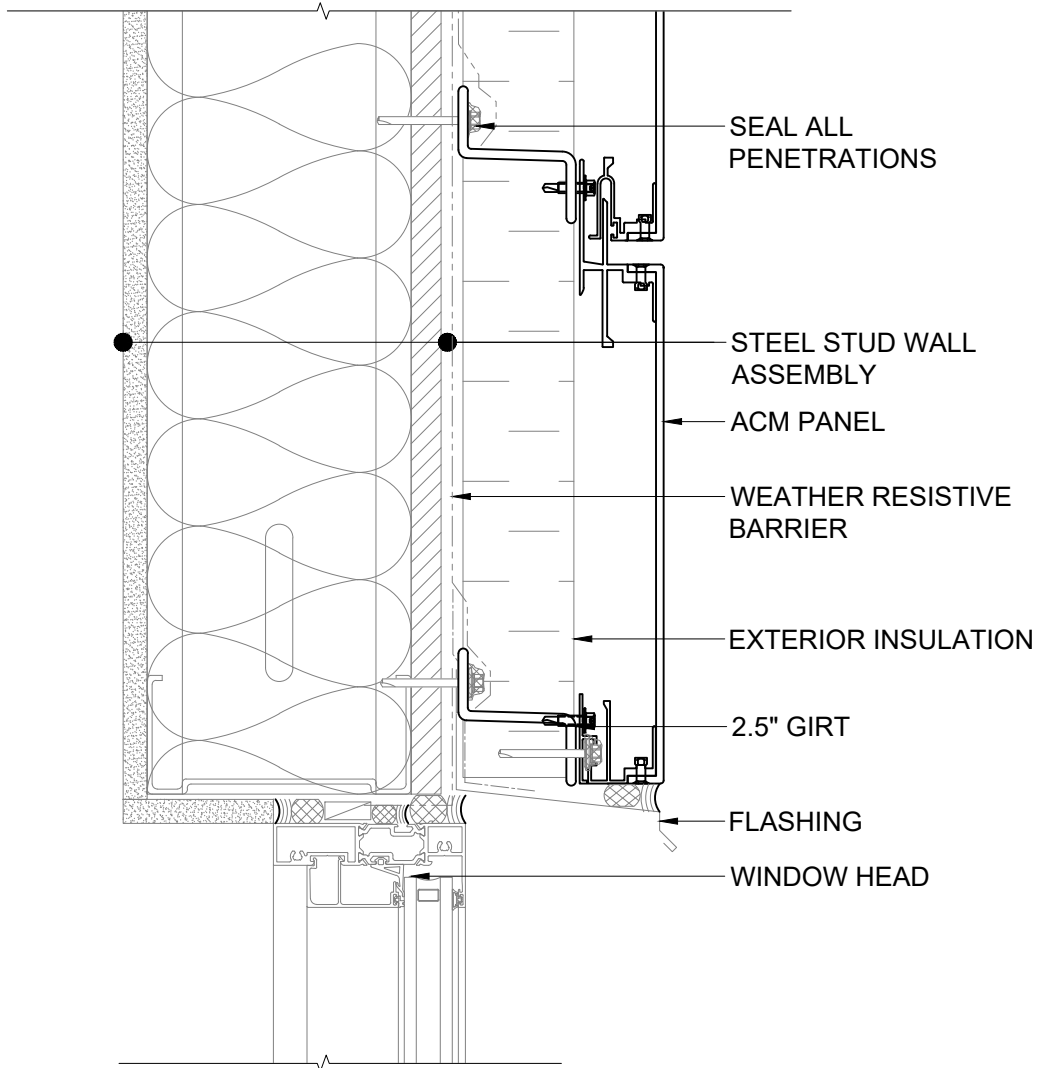 SEAL ALL
PENETRATIONS
STEEL STUD WALL
ASSEMBLY
ACM PANEL
WEATHER RESISTIVE
BARRIER
EXTERIOR INSULATION
2.5" GIRT
FLASHING
WINDOW HEAD